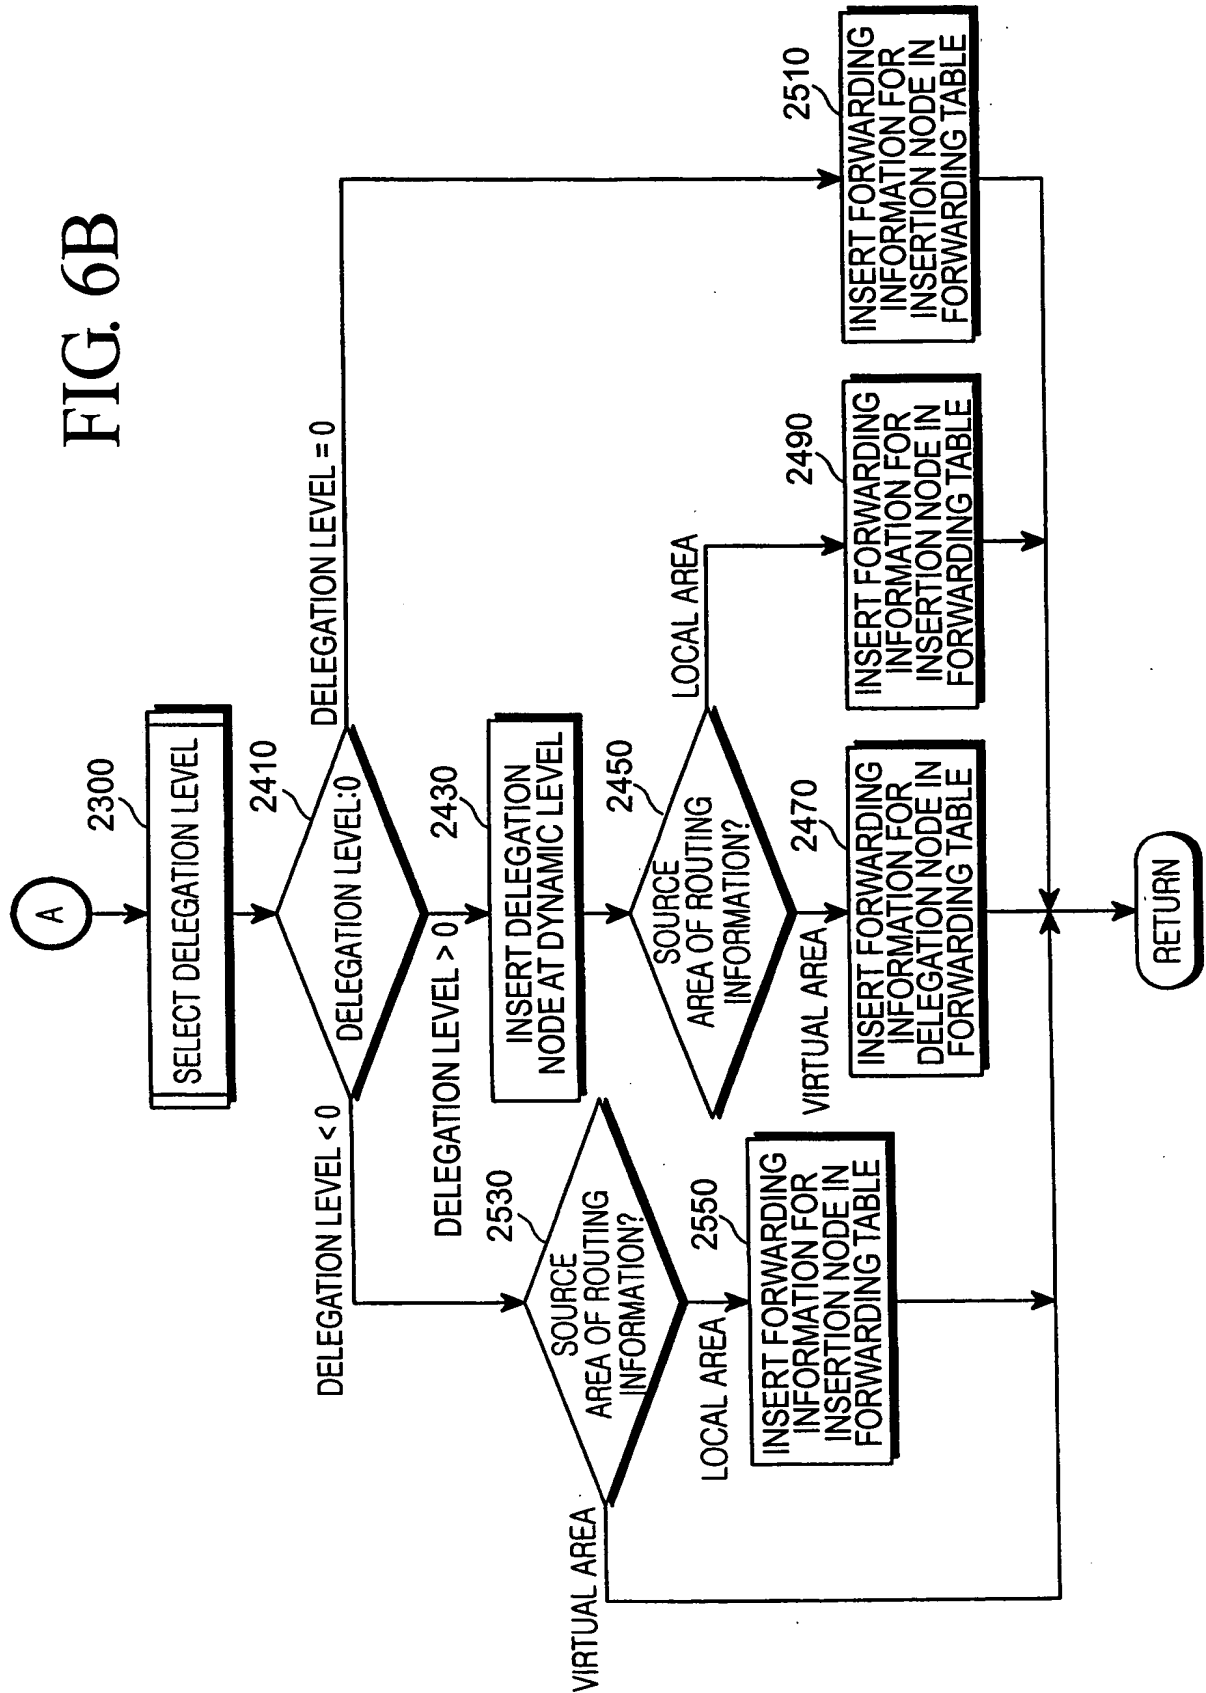 FIG. 6B
A
2300
SELECT DELEGATION LEVEL
2410
DELEGATION LEVEL:0
DELEGATION LEVEL < 0
DELEGATION LEVEL > 0
DELEGATION LEVEL = 0
2430
INSERT DELEGATION
NODE AT DYNAMIC LEVEL
2530
SOURCE
AREA OF ROUTING
INFORMATION?
2450
SOURCE
AREA OF ROUTING
INFORMATION?
VIRTUAL AREA
LOCAL AREA
VIRTUAL AREA
LOCAL AREA
2550
INSERT FORWARDING
INFORMATION FOR
INSERTION NODE IN
FORWARDING TABLE
2470
INSERT FORWARDING
INFORMATION FOR
DELEGATION NODE IN
FORWARDING TABLE
2490
INSERT FORWARDING
INFORMATION FOR
INSERTION NODE IN
FORWARDING TABLE
2510
INSERT FORWARDING
INFORMATION FOR
INSERTION NODE IN
FORWARDING TABLE
RETURN